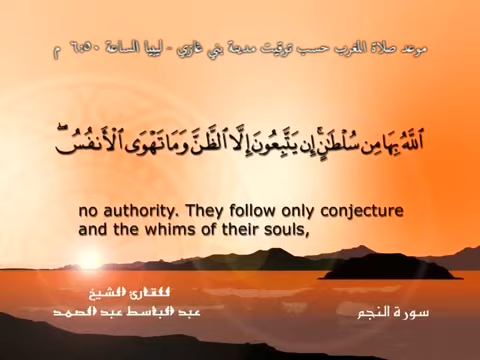 موعد صلاة المغرب حسب توقيت مدينة بني غازي - ليبيا الساعة ٦:٥٠ م
ٱللَّهُ بِهَا مِن سُلْطَٰنٍ ۚ إِن يَتَّبِعُونَ إِلَّا ٱلظَّنَّ وَمَا تَهْوَى ٱلْأَنفُسُ ۖ
no authority. They follow only conjecture
and the whims of their souls,
للقارئ الشيخ
عبد الباسط عبد الصمد
سورة النجم